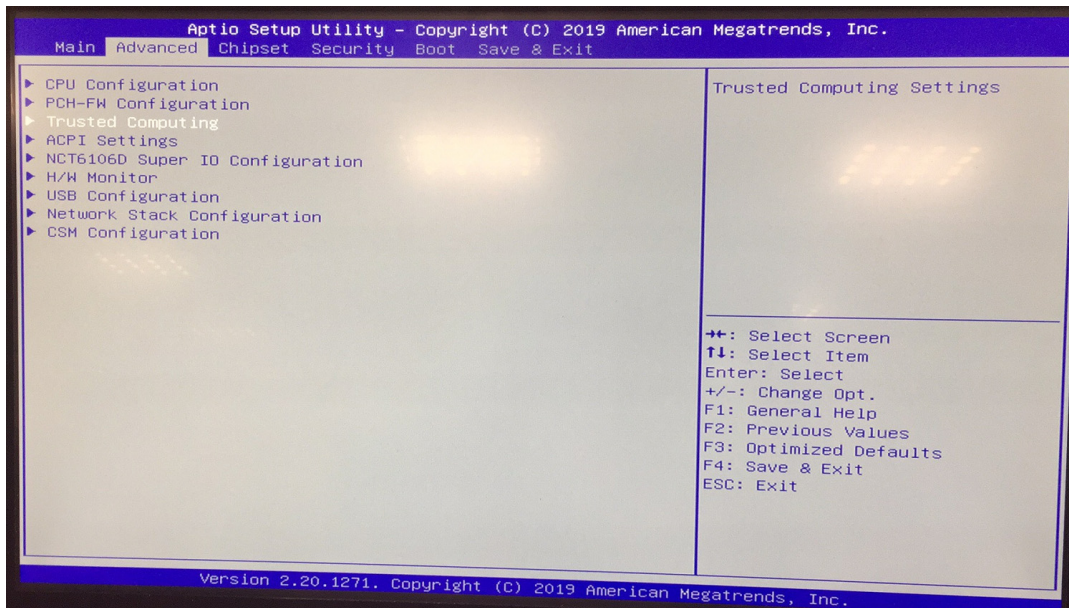 Aptio Setup Utility – Copyright (C) 2019 American Megatrends, Inc.
Main Advanced Chipset Security Boot Save & Exit
► CPU Configuration
► PCH-FW Configuration
► Trusted Computing
► ACPI Settings
► NCT6106D Super IO Configuration
► H/W Monitor
► USB Configuration
► Network Stack Configuration
► CSM Configuration
Trusted Computing Settings
→←: Select Screen
↑↓: Select Item
Enter: Select
+/-: Change Opt.
F1: General Help
F2: Previous Values
F3: Optimized Defaults
F4: Save & Exit
ESC: Exit
Version 2.20.1271. Copyright (C) 2019 American Megatrends, Inc.